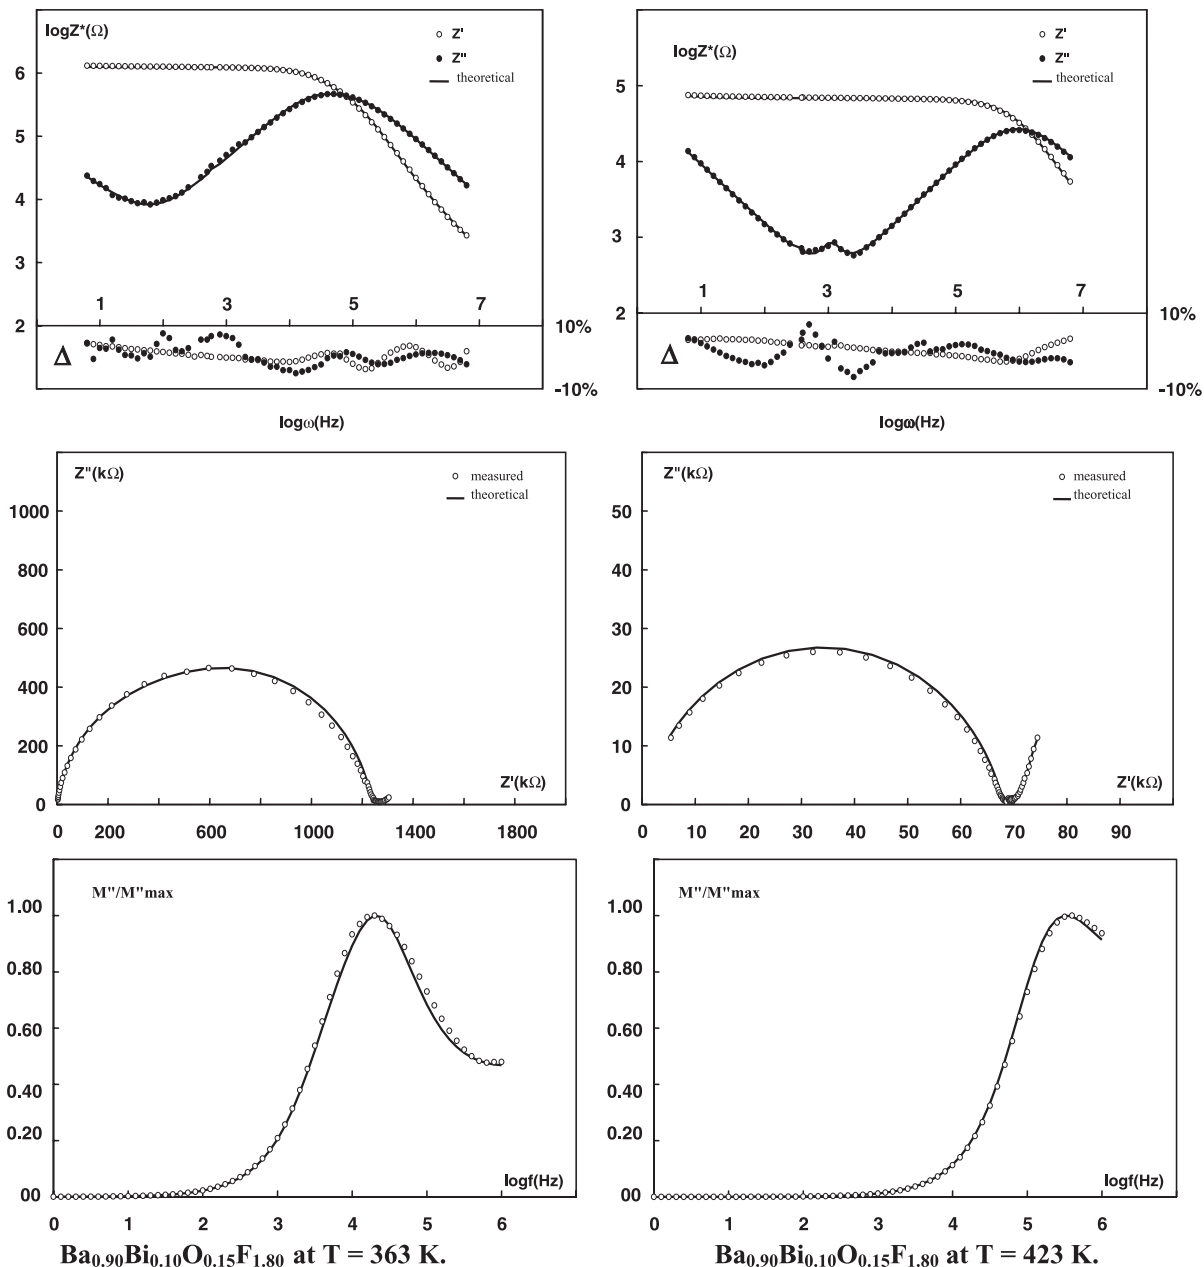 logZ*(Ω)
Z'
Z"
theoretical
6
5
4
3
2
1 3 5 7
10%
Δ
-10%
logω(Hz)
logZ*(Ω)
Z'
Z"
theoretical
5
4
3
2
1 3 5 7
10%
Δ
-10%
logω(Hz)
Z"(kΩ)
measured
theoretical
1000
800
600
400
200
0
Z'(kΩ)
0 200 600 1000 1400 1800
Z"(kΩ)
measured
theoretical
50
40
30
20
10
0
Z'(kΩ)
0 10 20 30 40 50 60 70 80 90
M"/M"max
1.00
0.80
0.60
0.40
0.20
00
logf(Hz)
0 1 2 3 4 5 6
Ba0.90Bi0.10O0.15F1.80 at T = 363 K.
M"/M"max
1.00
0.80
0.60
0.40
0.20
00
logf(Hz)
0 1 2 3 4 5 6
Ba0.90Bi0.10O0.15F1.80 at T = 423 K.